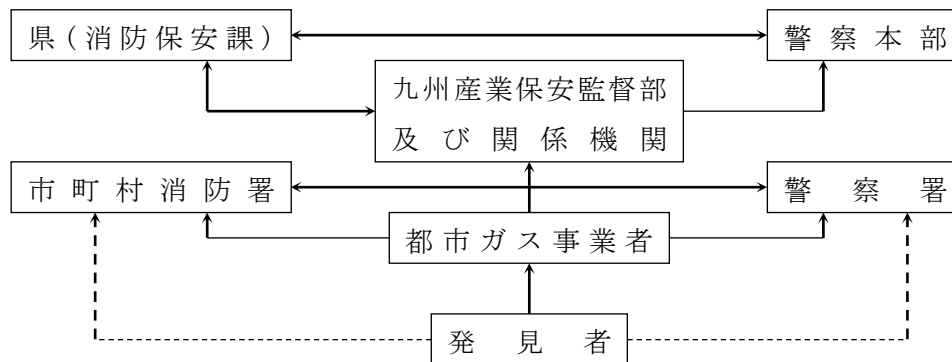 県(消防保安課)
警察本部
九州産業保安監督部
及び関係機関
市町村消防署
警察署
都市ガス事業者
発見者